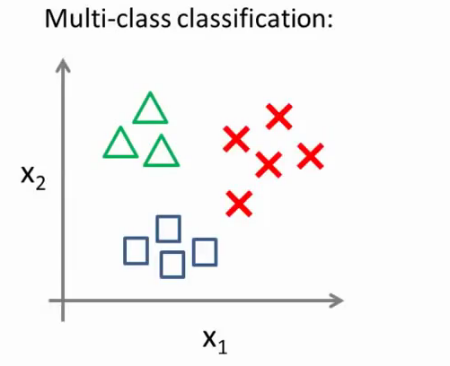 Multi-class classification:
x₂
x₁